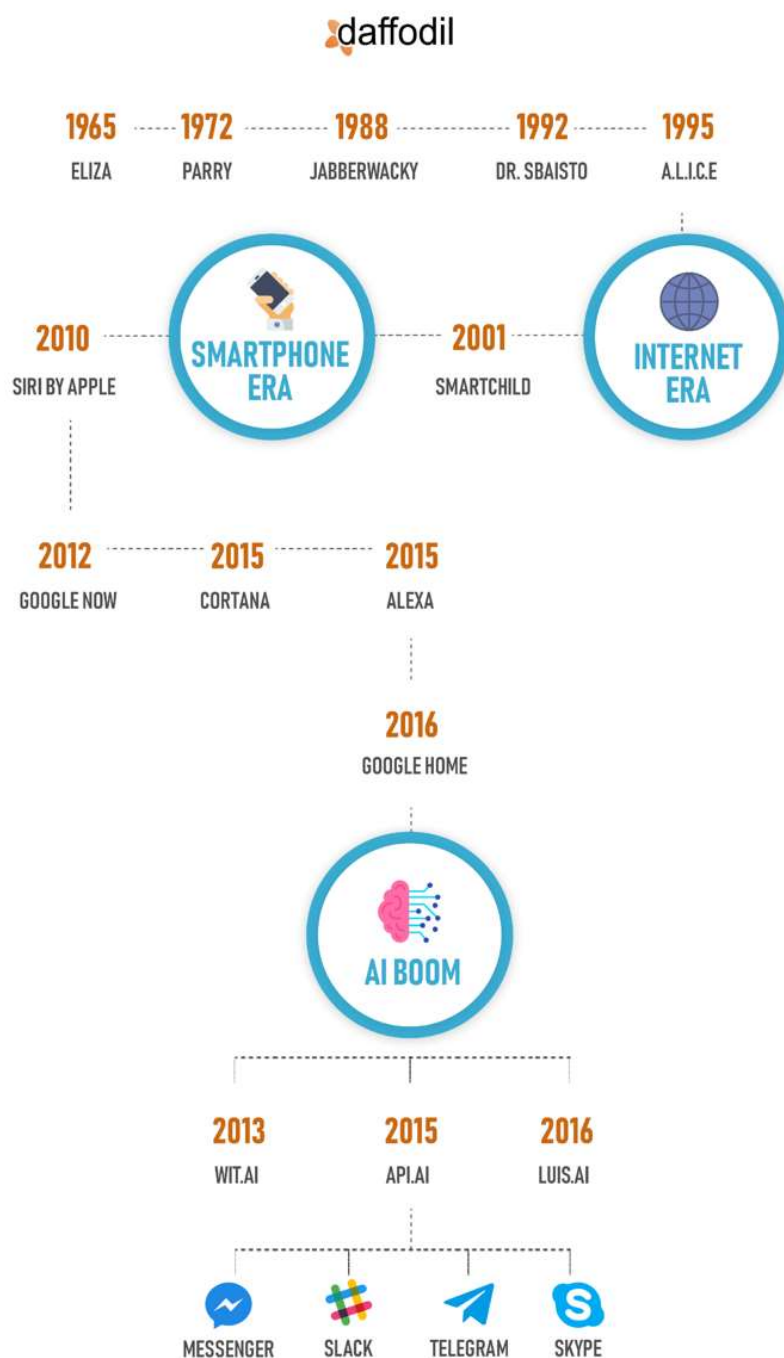 daffodil
1965 1972 1988 1992 1995
ELIZA PARRY JABBERWACKY DR. SBAISTO A.L.I.C.E
INTERNET
ERA
2001
SMARTCHILD
SMARTPHONE
ERA
2010
SIRI BY APPLE
2012 2015 2015
GOOGLE NOW CORTANA ALEXA
2016
GOOGLE HOME
AI BOOM
2013 2015 2016
WIT.AI API.AI LUIS.AI
MESSENGER SLACK TELEGRAM SKYPE